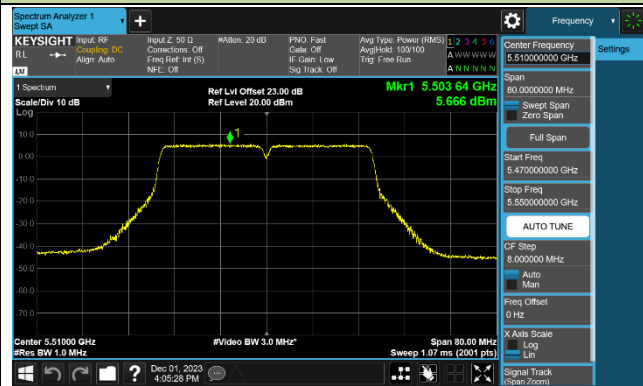 Spectrum Analyzer 1
Swept SA
Frequency
KEYSIGHT
RL
LXI
Input: RF
Coupling: DC
Align: Auto
Input Z: 50 Ω
Corrections: Off
Freq Ref: Int (S)
NFE: Off
#Atten: 20 dB
PNO: Fast
Gate: Off
IF Gain: Low
Sig Track: Off
Avg Type: Power (RMS)
Avg|Hold: 100/100
Trig: Free Run
1 2 3 4 5 6
A W W W W W
A N N N N N
1 Spectrum
Scale/Div 10 dB
Log
Ref Lvl Offset 23.00 dB
Ref Level 20.00 dBm
Mkr1 5.503 64 GHz
5.666 dBm
1
10.0
0.00
-10.0
-20.0
-30.0
-40.0
-50.0
-60.0
-70.0
Center 5.51000 GHz
#Res BW 1.0 MHz
#Video BW 3.0 MHz*
Span 80.00 MHz
Sweep 1.07 ms (2001 pts)
Center Frequency
5.510000000 GHz
Settings
Span
80.0000000 MHz
Swept Span
Zero Span
Full Span
Start Freq
5.470000000 GHz
Stop Freq
5.550000000 GHz
AUTO TUNE
CF Step
8.000000 MHz
Auto
Man
Freq Offset
0 Hz
X Axis Scale
Log
Lin
Signal Track
(Span Zoom)
?
Dec 01, 2023
4:05:28 PM